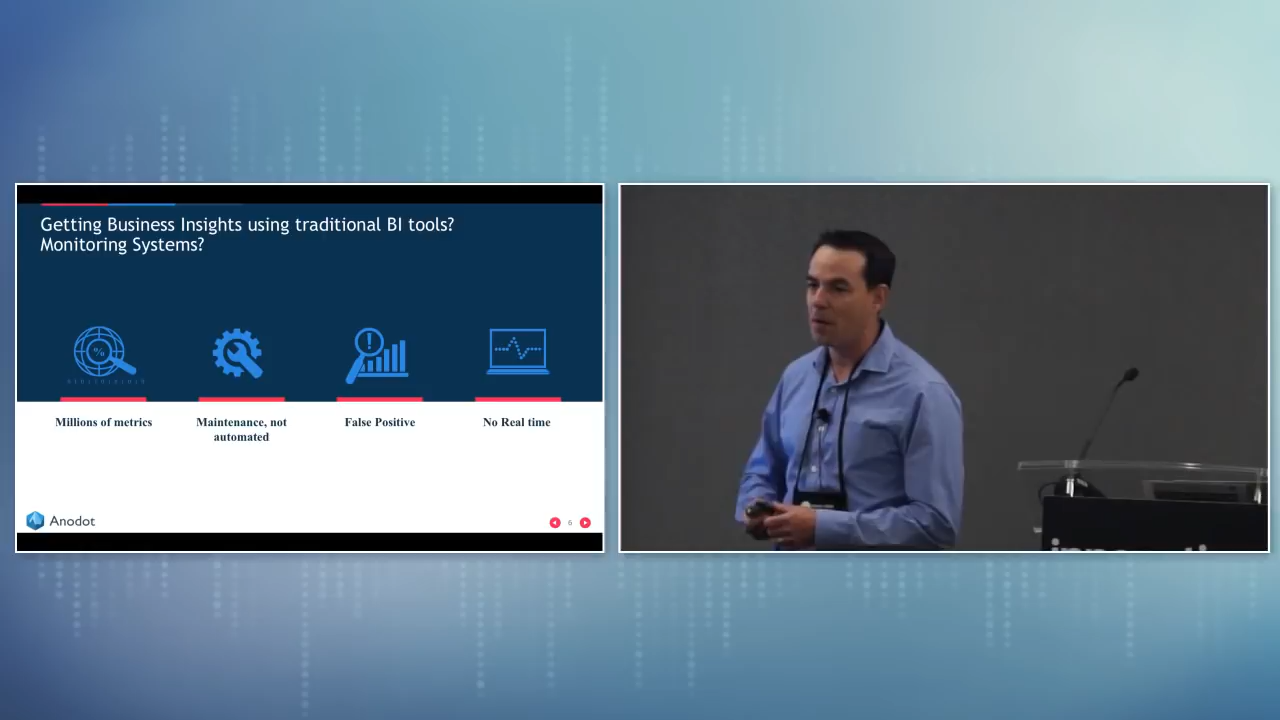 Getting Business Insights using traditional BI tools?
Monitoring Systems?
Millions of metrics
Maintenance, not
automated
False Positive
No Real time
Anodot
6